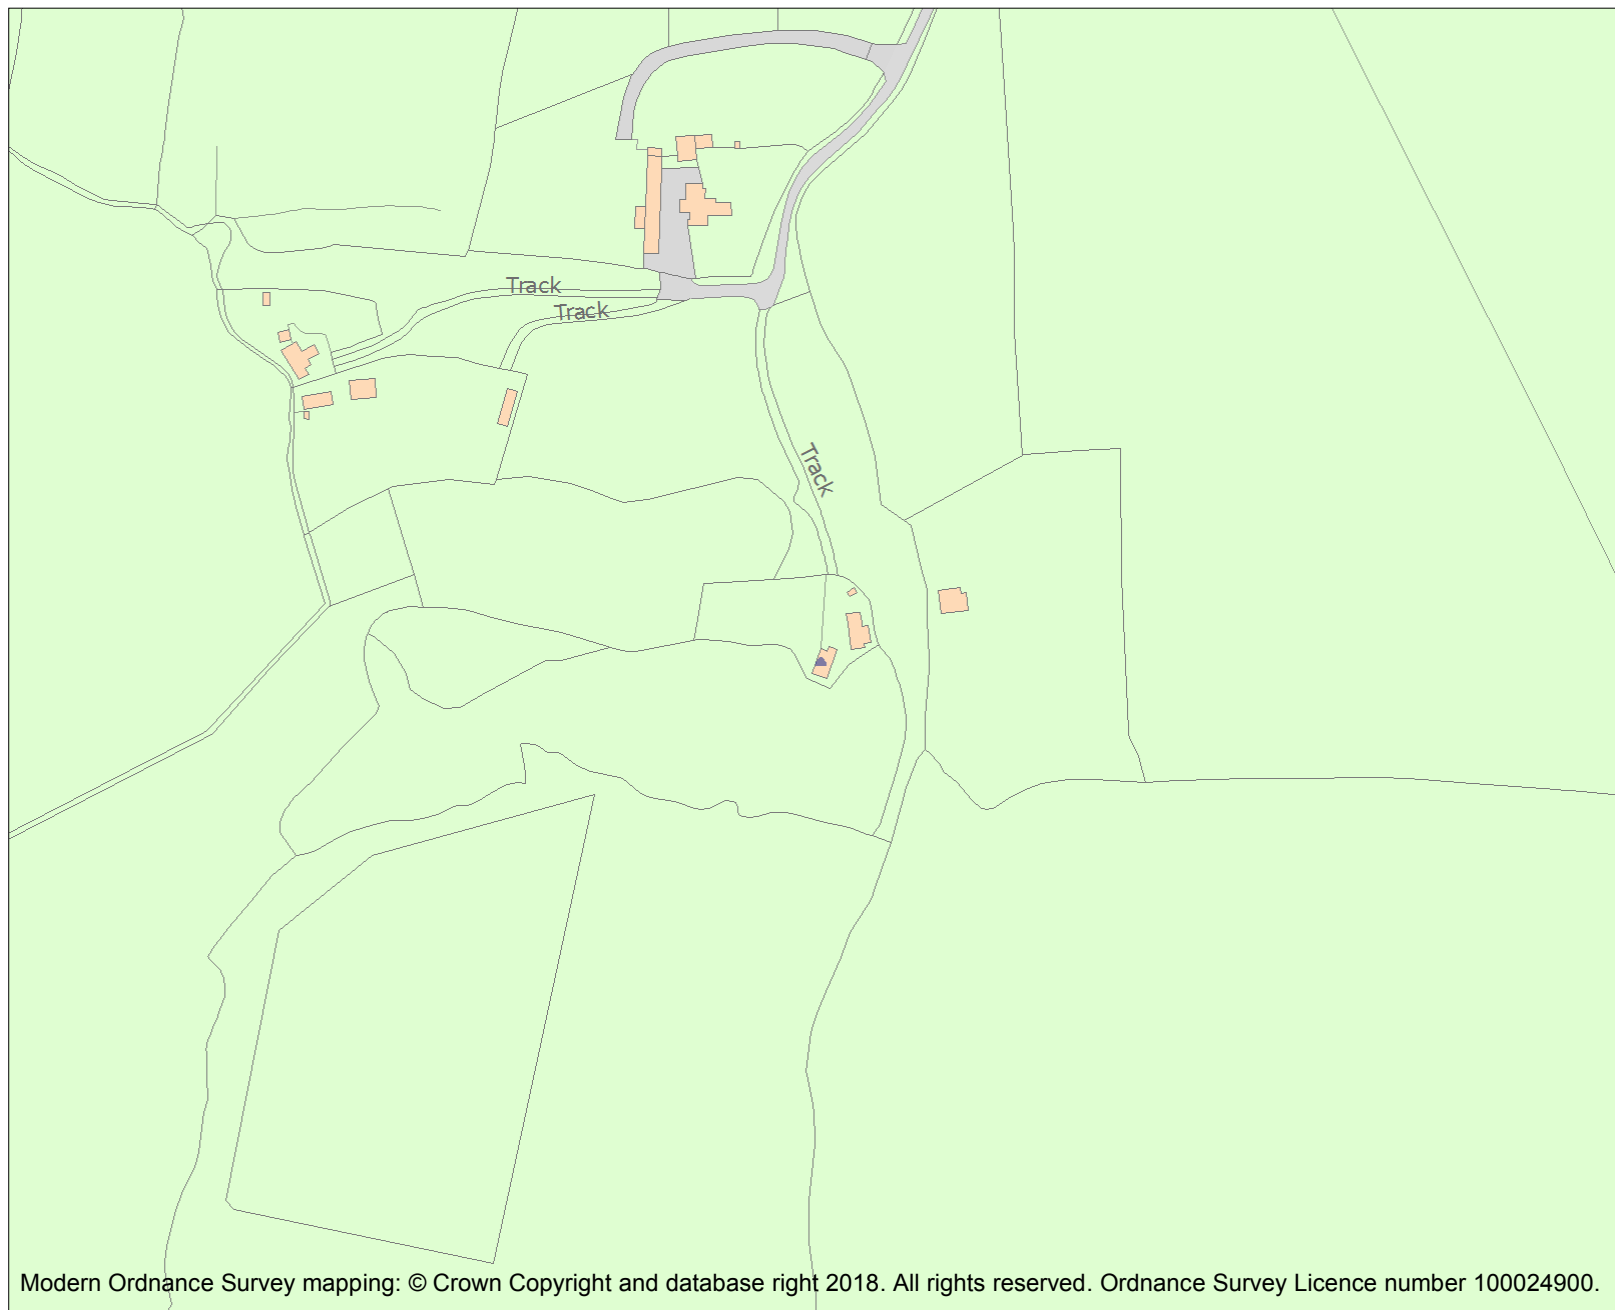 Track
Track
Track
Modern Ordnance Survey mapping: © Crown Copyright and database right 2018. All rights reserved. Ordnance Survey Licence number 100024900.